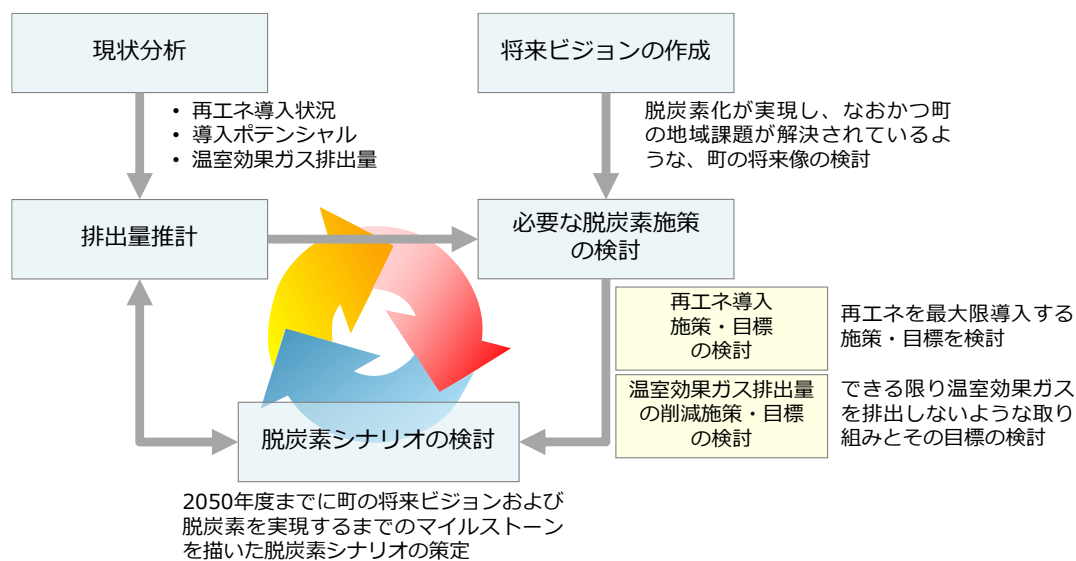 現状分析
• 再エネ導入状況
• 導入ポテンシャル
• 温室効果ガス排出量
将来ビジョンの作成
脱炭素化が実現し、なおかつ町
の地域課題が解決されているよ
うな、町の将来像の検討
排出量推計
必要な脱炭素施策
の検討
再エネ導入
施策・目標
の検討
再エネを最大限導入する
施策・目標を検討
温室効果ガス排出量
の削減施策・目標
の検討
できる限り温室効果ガス
を排出しないような取り
組みとその目標の検討
脱炭素シナリオの検討
2050年度までに町の将来ビジョンおよび
脱炭素を実現するまでのマイルストーン
を描いた脱炭素シナリオの策定